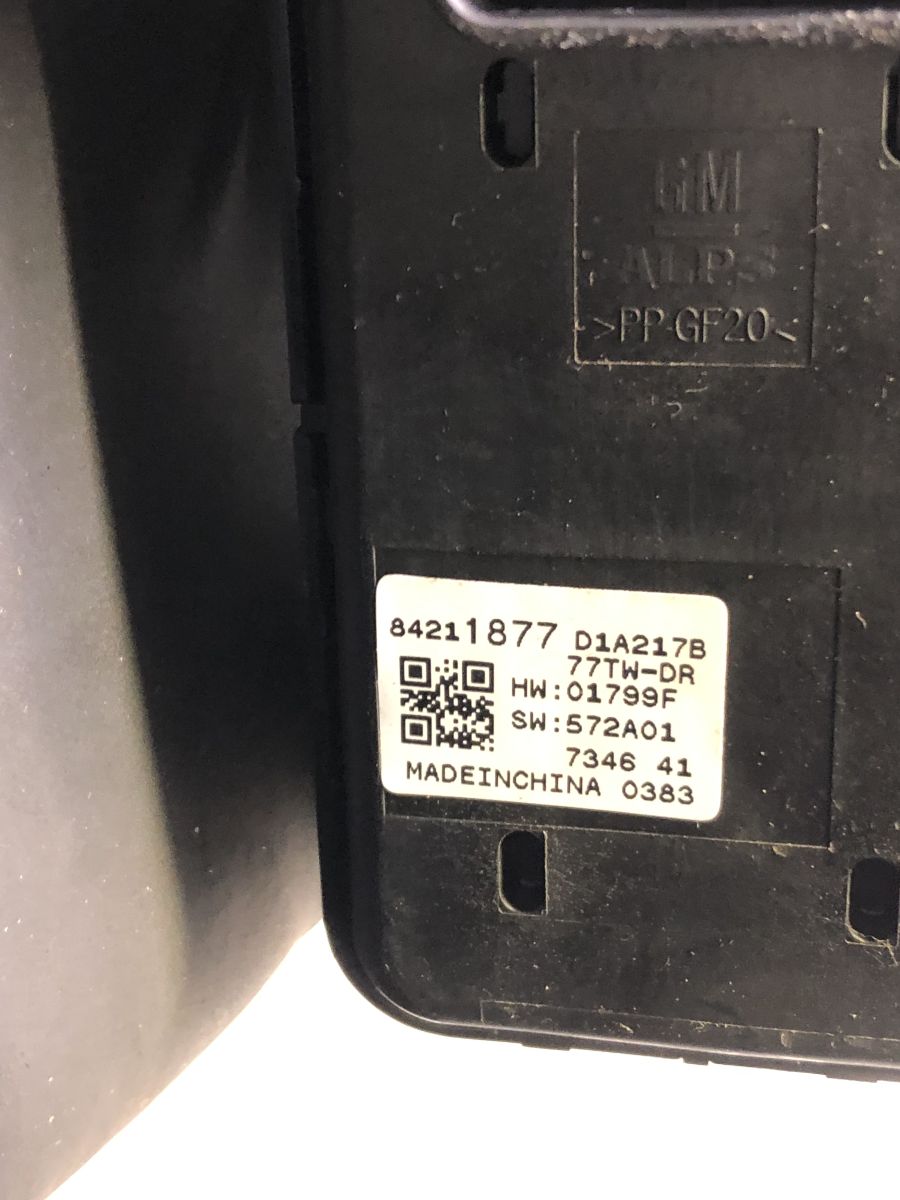 GM
ALPS
>PP-GF20<
84211877 D1A217B
77TW-DR
HW:01799F
SW:572A01
7346 41
MADEINCHINA 0383